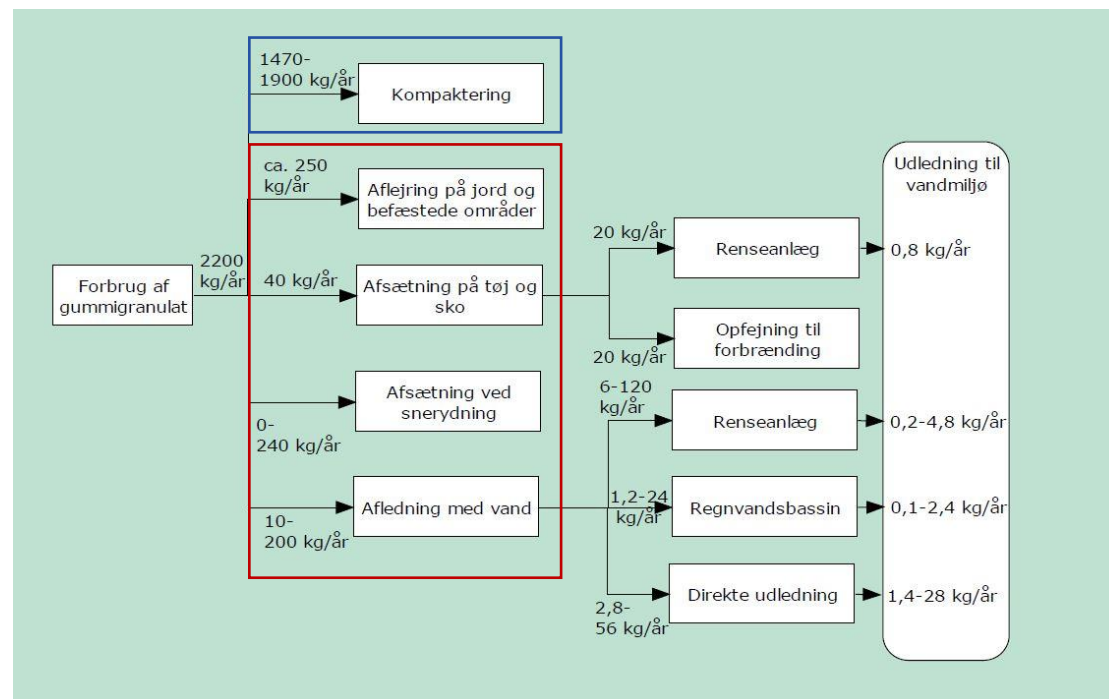 1470-
1900 kg/år
Kompaktering
ca. 250
kg/år
Aflejring på jord og
befæstede områder
Udledning til
vandmiljø
2200
kg/år
Forbrug af
gummigranulat
40 kg/år
Afsætning på tøj og
sko
20 kg/år
Renseanlæg
0,8 kg/år
20 kg/år
Opfejning til
forbrænding
0-
240 kg/år
Afsætning ved
snerydning
6-120
kg/år
Renseanlæg
0,2-4,8 kg/år
10-
200 kg/år
Afledning med vand
1,2-24
kg/år
Regnvandsbassin
0,1-2,4 kg/år
2,8-
56 kg/år
Direkte udledning
1,4-28 kg/år